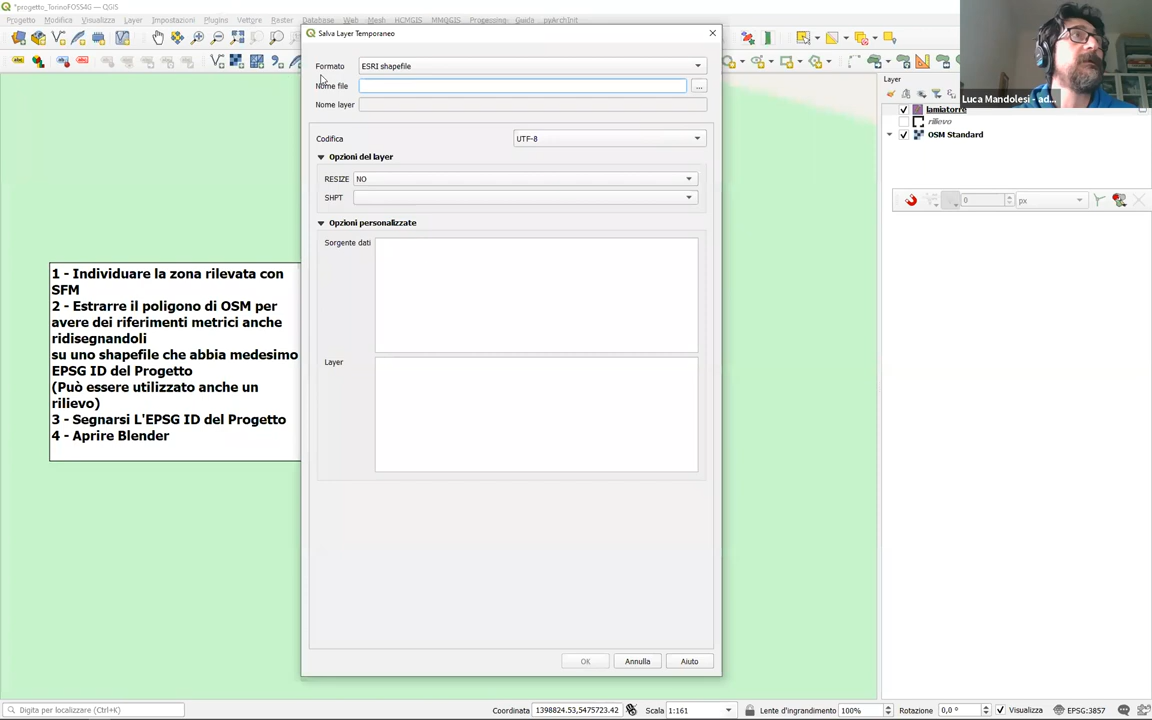 *progetto_TorinoFOSS4G — QGIS
Progetto Modifica Visualizza Layer Impostazioni Plugins Vettore Raster Database Web Mesh HCMGIS MMQGIS Processing Guida pyArchInit
Salva Layer Temporaneo
Formato
ESRI shapefile
Nome file
...
Nome layer
Codifica
UTF-8
Opzioni del layer
RESIZE
NO
SHPT
Opzioni personalizzate
Sorgente dati
Layer
OK
Annulla
Aiuto
1 - Individuare la zona rilevata con
SFM
2 - Estrarre il poligono di OSM per
avere dei riferimenti metrici anche
ridisegnandoli
su uno shapefile che abbia medesimo
EPSG ID del Progetto
(Può essere utilizzato anche un
rilievo)
3 - Segnarsi L'EPSG ID del Progetto
4 - Aprire Blender
Luca Mandolesi - ad...
Layer
lamiatorre
rilievo
OSM Standard
0 px
Digita per localizzare (Ctrl+K)
Coordinata 1398824.53,5475723.42 Scala 1:161 Lente d'ingrandimento 100% Rotazione 0,0 ° Visualizza EPSG:3857